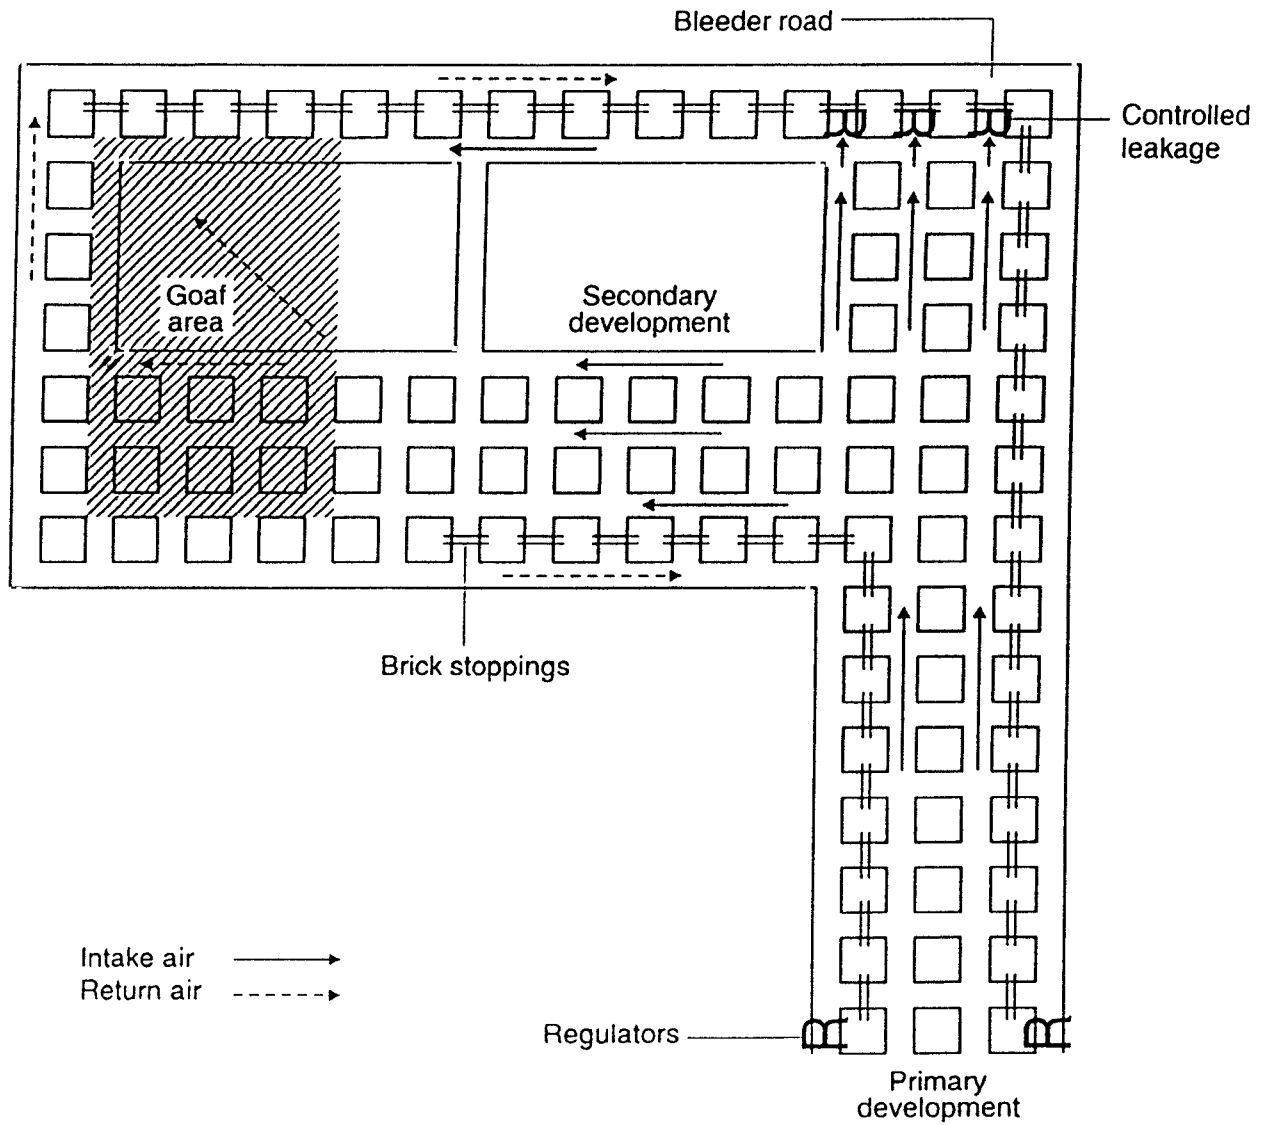 Bleeder road
Controlled
leakage
Goaf
area
Secondary
development
Brick stoppings
Intake air
Return air
Regulators
Primary
development